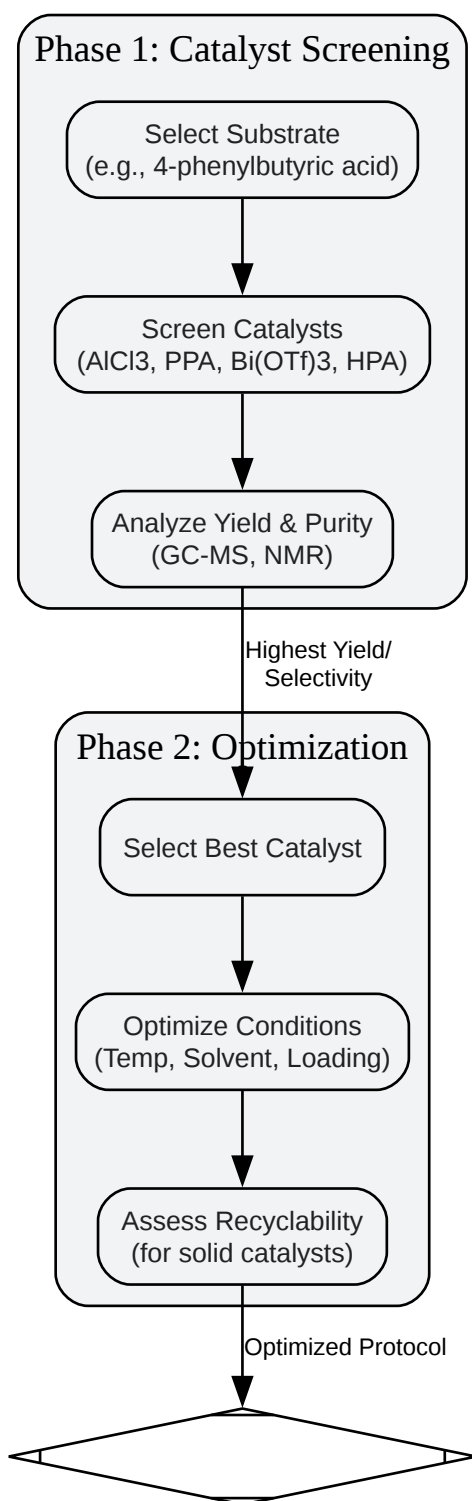 Phase 1: Catalyst Screening
Select Substrate
(e.g., 4-phenylbutyric acid)
Screen Catalysts
(AlCl3, PPA, Bi(OTf)3, HPA)
Analyze Yield & Purity
(GC-MS, NMR)
Highest Yield/
Selectivity
Phase 2: Optimization
Select Best Catalyst
Optimize Conditions
(Temp, Solvent, Loading)
Assess Recyclability
(for solid catalysts)
Optimized Protocol